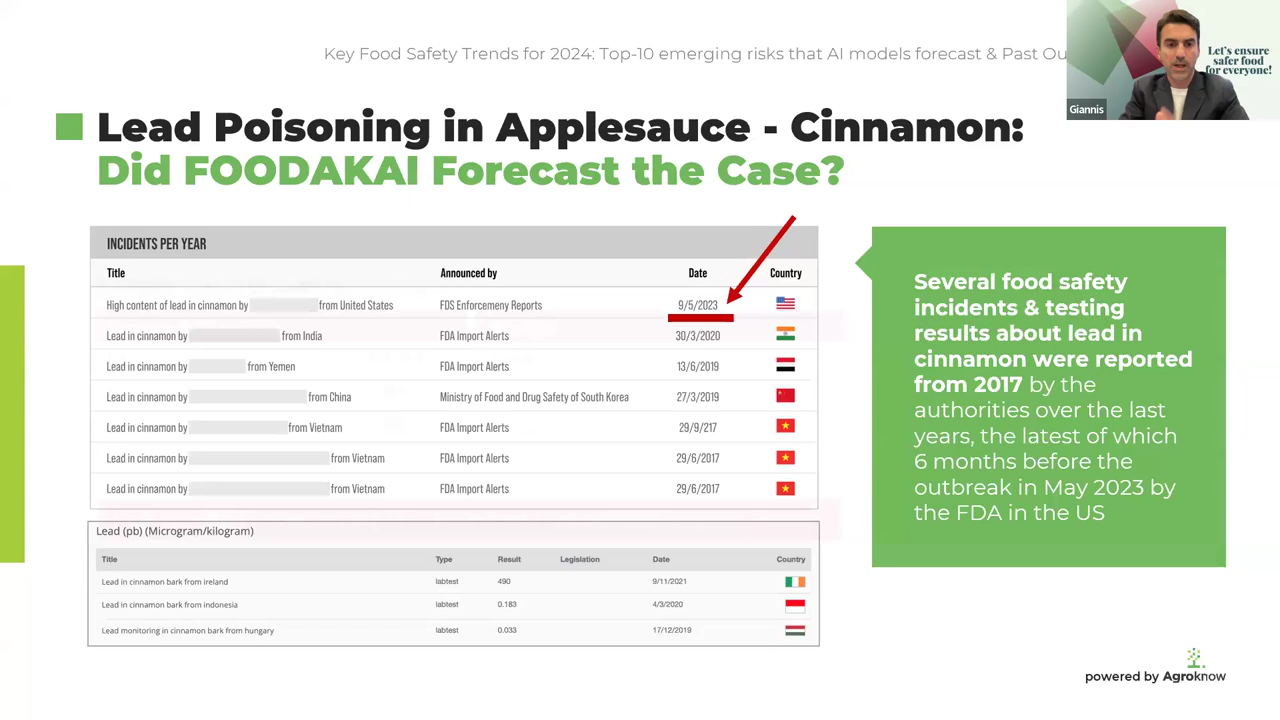 Key Food Safety Trends for 2024: Top-10 emerging risks that AI models forecast & Past Ou
Let's ensure
safer food
for everyone!
Giannis
Lead Poisoning in Applesauce - Cinnamon:
Did FOODAKAI Forecast the Case?
INCIDENTS PER YEAR
Title Announced by Date Country
High content of lead in cinnamon by from United States FDS Enforcemeny Reports 9/5/2023
Lead in cinnamon by from India FDA Import Alerts 30/3/2020
Lead in cinnamon by from Yemen FDA Import Alerts 13/6/2019
Lead in cinnamon by from China Ministry of Food and Drug Safety of South Korea 27/3/2019
Lead in cinnamon by from Vietnam FDA Import Alerts 29/9/217
Lead in cinnamon by from Vietnam FDA Import Alerts 29/6/2017
Lead in cinnamon by from Vietnam FDA Import Alerts 29/6/2017
Lead (pb) (Microgram/kilogram)
Title Type Result Legislation Date Country
Lead in cinnamon bark from ireland labtest 490 9/11/2021
Lead in cinnamon bark from indonesia labtest 0.183 4/3/2020
Lead monitoring in cinnamon bark from hungary labtest 0.033 17/12/2019
Several food safety
incidents & testing
results about lead in
cinnamon were reported
from 2017 by the
authorities over the last
years, the latest of which
6 months before the
outbreak in May 2023 by
the FDA in the US
powered by Agroknow